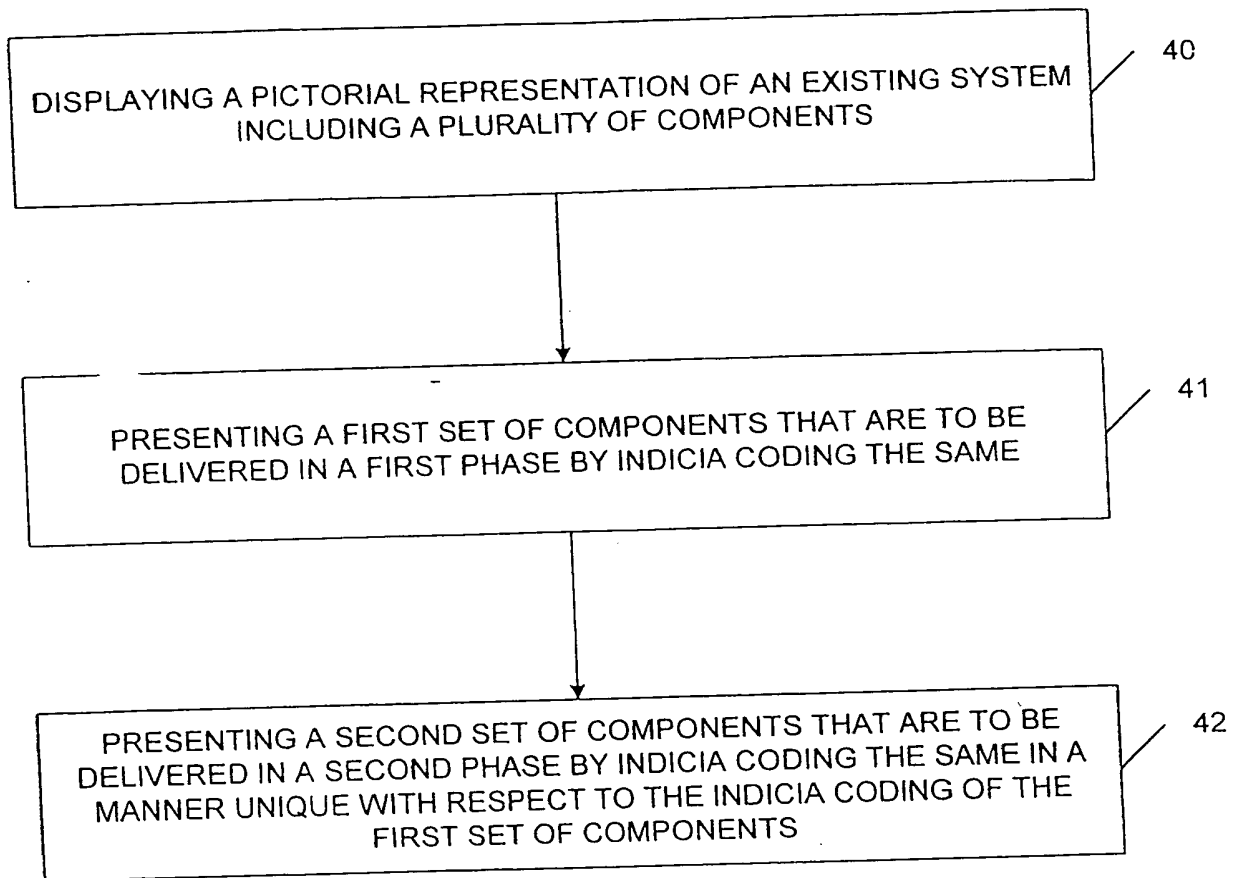 DISPLAYING A PICTORIAL REPRESENTATION OF AN EXISTING SYSTEM
INCLUDING A PLURALITY OF COMPONENTS
40
PRESENTING A FIRST SET OF COMPONENTS THAT ARE TO BE
DELIVERED IN A FIRST PHASE BY INDICIA CODING THE SAME
41
PRESENTING A SECOND SET OF COMPONENTS THAT ARE TO BE
DELIVERED IN A SECOND PHASE BY INDICIA CODING THE SAME IN A
MANNER UNIQUE WITH RESPECT TO THE INDICIA CODING OF THE
FIRST SET OF COMPONENTS
42